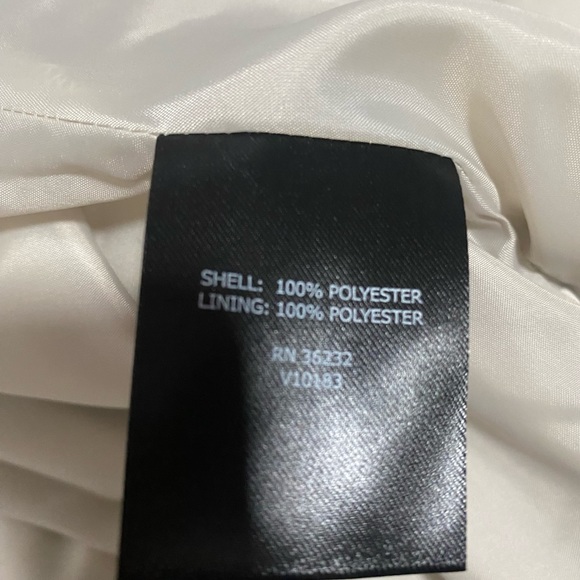 SHELL: 100% POLYESTER
LINING: 100% POLYESTER
RN 36232
V10183